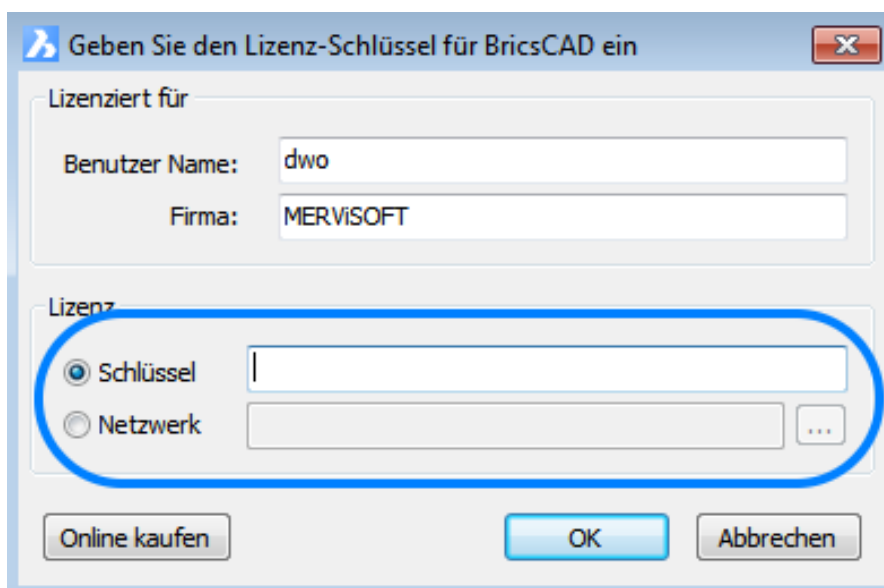 Geben Sie den Lizenz-Schlüssel für BricsCAD ein
Lizenziert für
Benutzer Name: dwo
Firma: MERViSOFT
Lizenz
Schlüssel
Netzwerk ...
Online kaufen OK Abbrechen